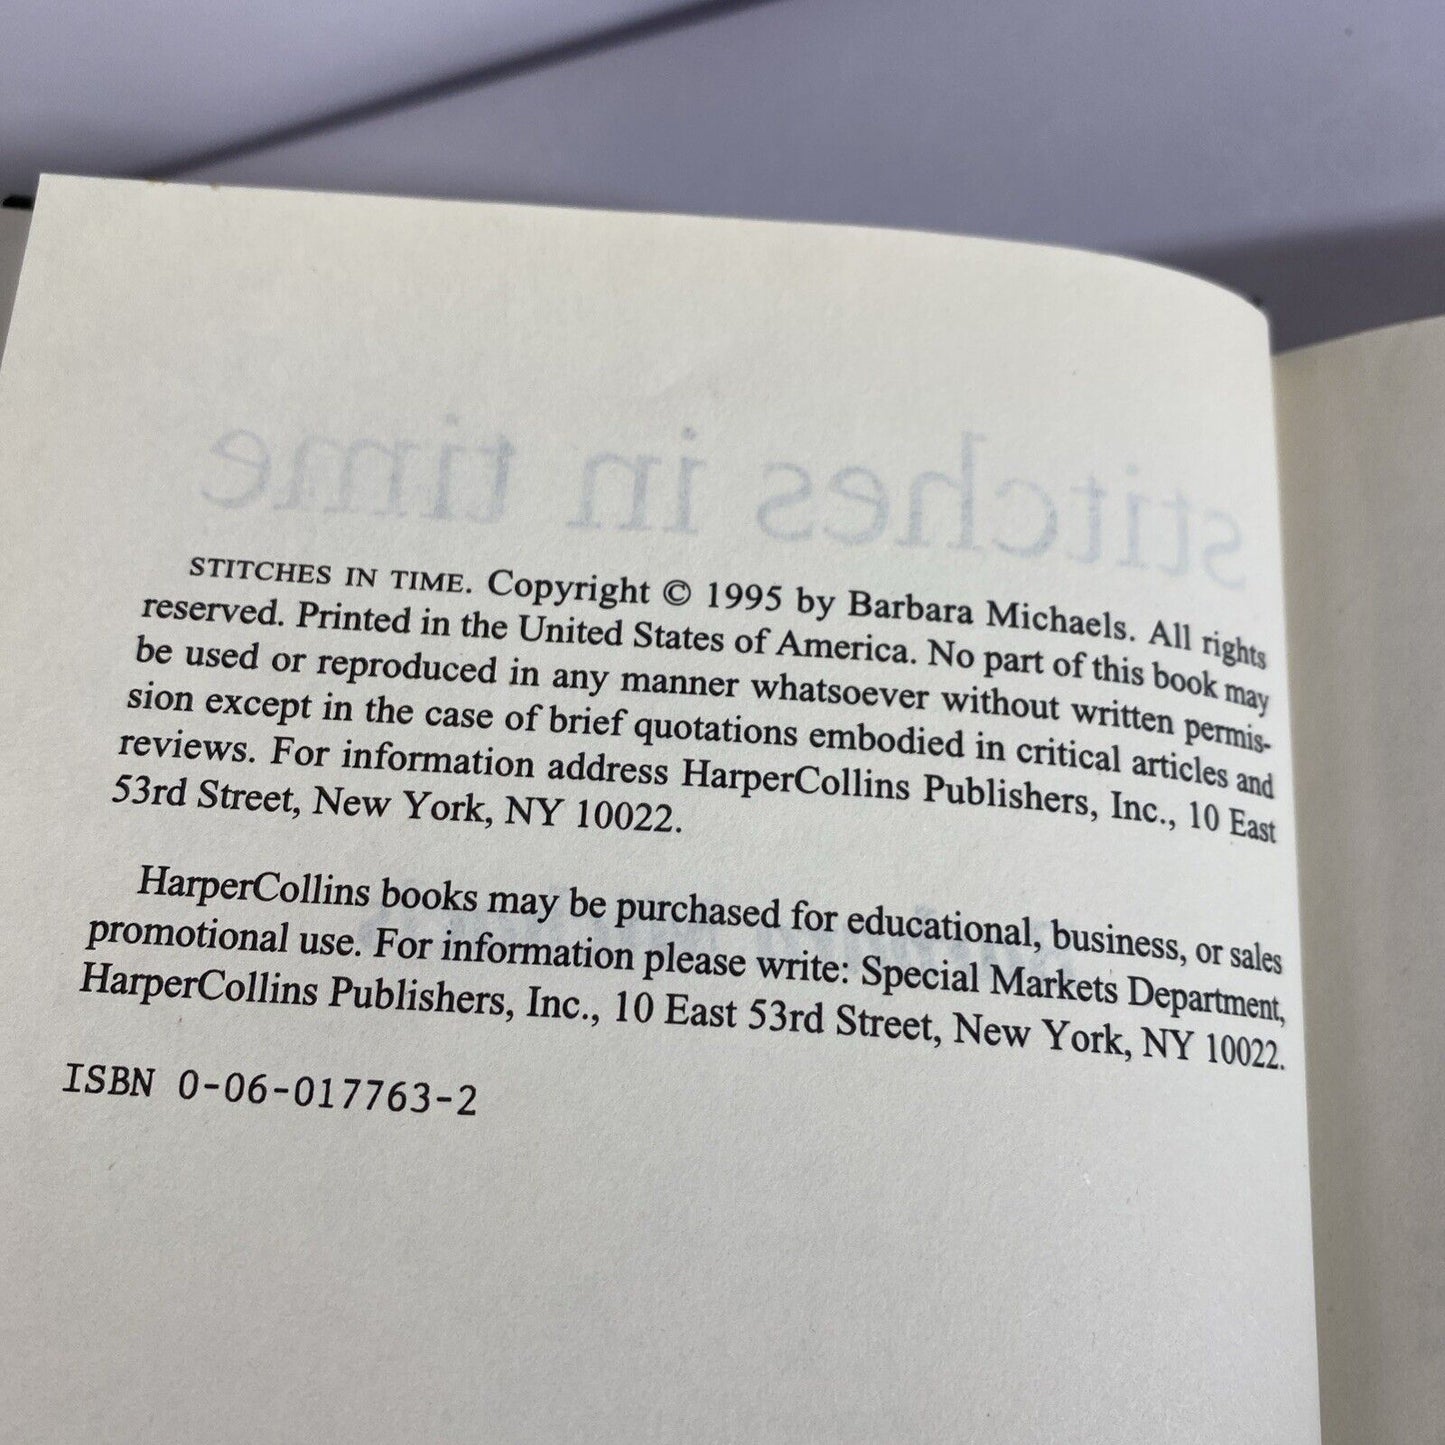 stitches in time
STITCHES IN TIME. Copyright © 1995 by Barbara Michaels. All rights
reserved. Printed in the United States of America. No part of this book may
be used or reproduced in any manner whatsoever without written permis-
sion except in the case of brief quotations embodied in critical articles and
reviews. For information address HarperCollins Publishers, Inc., 10 East
53rd Street, New York, NY 10022.
HarperCollins books may be purchased for educational, business, or sales
promotional use. For information please write: Special Markets Department,
HarperCollins Publishers, Inc., 10 East 53rd Street, New York, NY 10022.
ISBN 0-06-017763-2